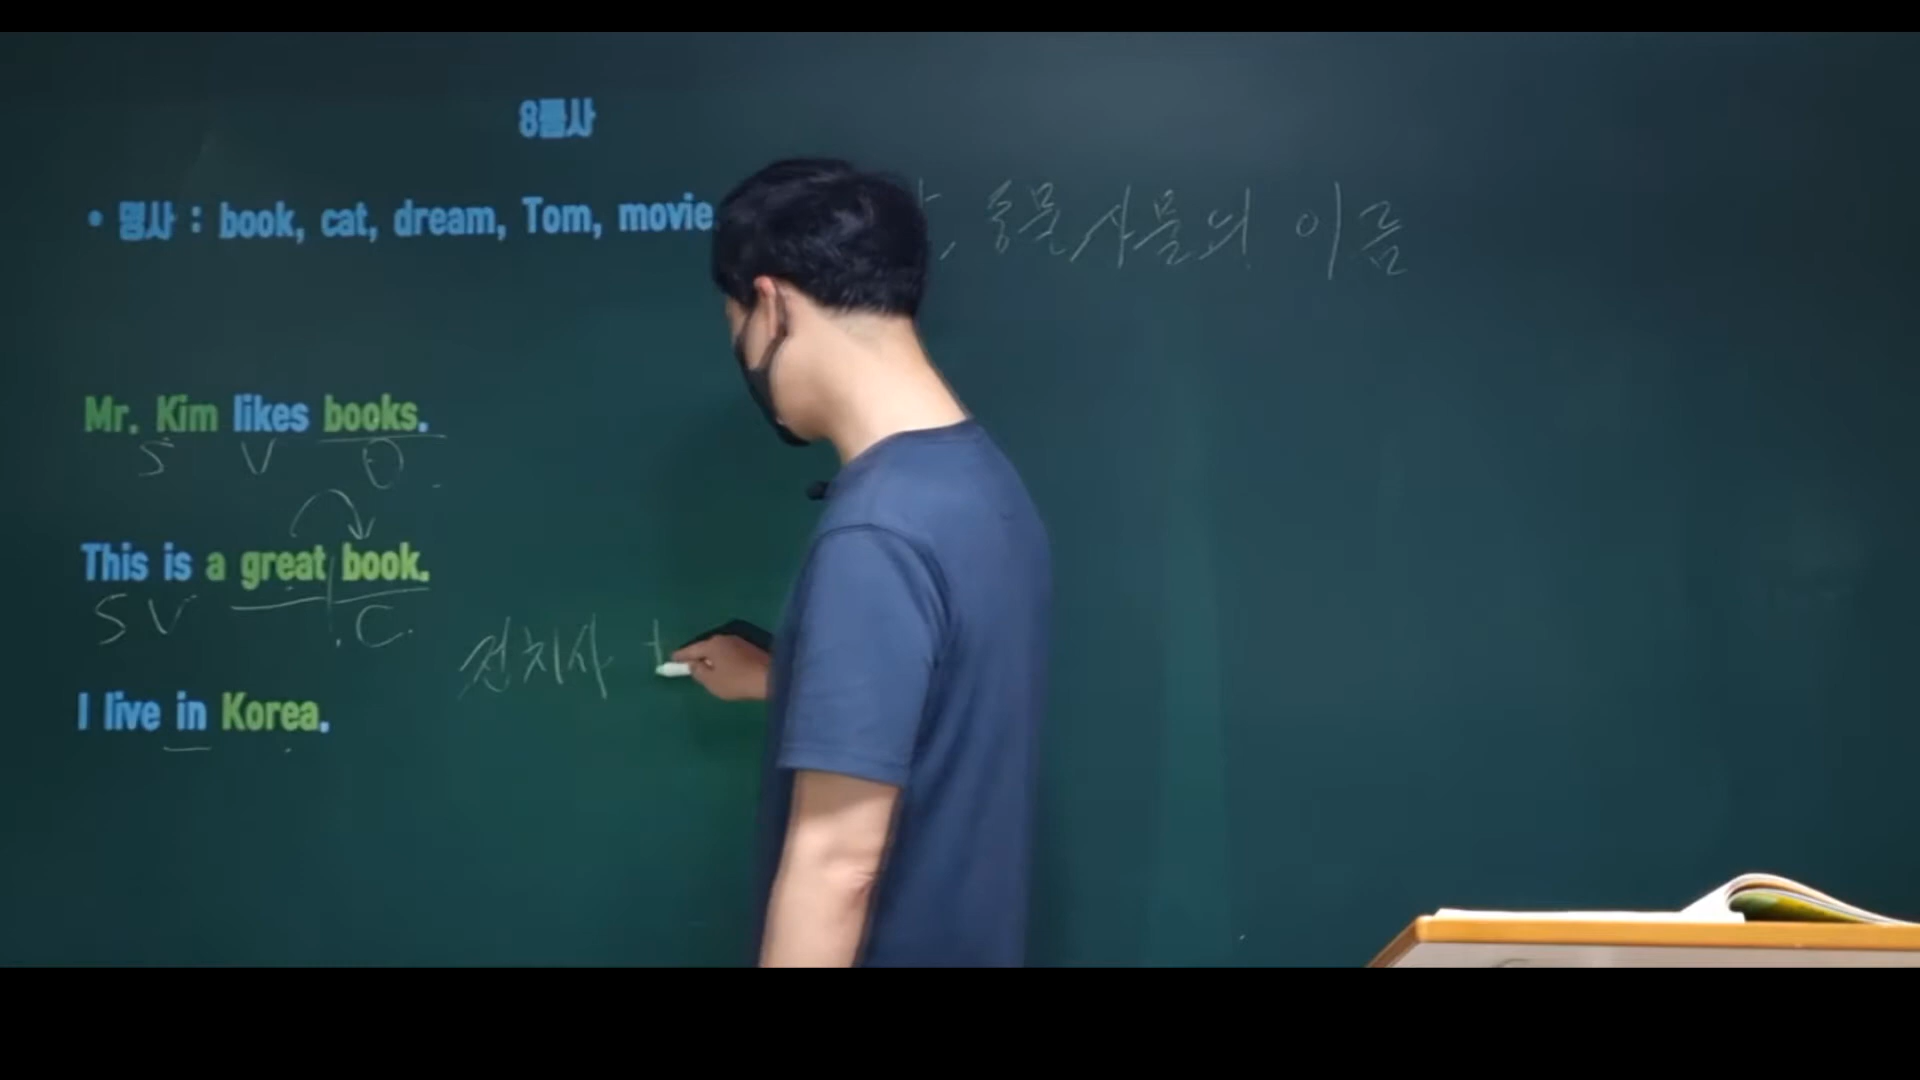 8품사
• 명사 : book, cat, dream, Tom, movie
사물의 이름
Mr. Kim likes books.
S V O
This is a great book.
S V C
전치사 +
I live in Korea.